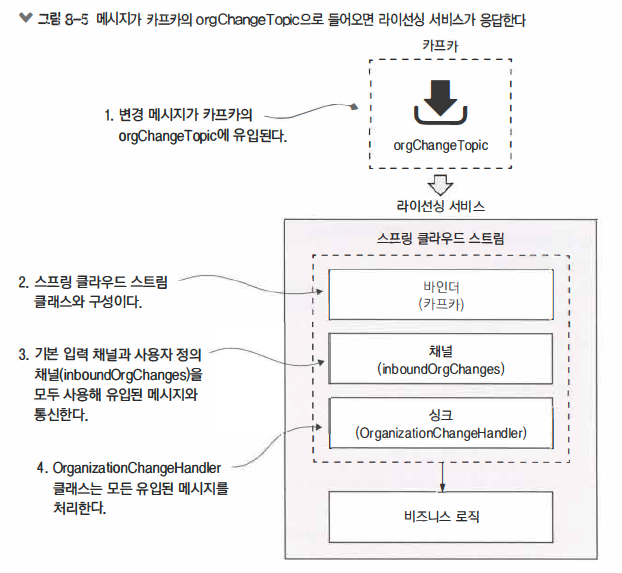 그림 8-5 메시지가 카프카의 orgChangeTopic으로 들어오면 라이선싱 서비스가 응답한다
카프카
1. 변경 메시지가 카프카의
orgChangeTopic에 유입된다.
orgChangeTopic
라이선싱 서비스
스프링 클라우드 스트림
2. 스프링 클라우드 스트림
클래스와 구성이다.
바인더
(카프카)
3. 기본 입력 채널과 사용자 정의
채널(inboundOrgChanges)을
모두 사용해 유입된 메시지와
통신한다.
채널
(inboundOrgChanges)
싱크
(OrganizationChangeHandler)
4. OrganizationChangeHandler
클래스는 모든 유입된 메시지를
처리한다.
비즈니스 로직